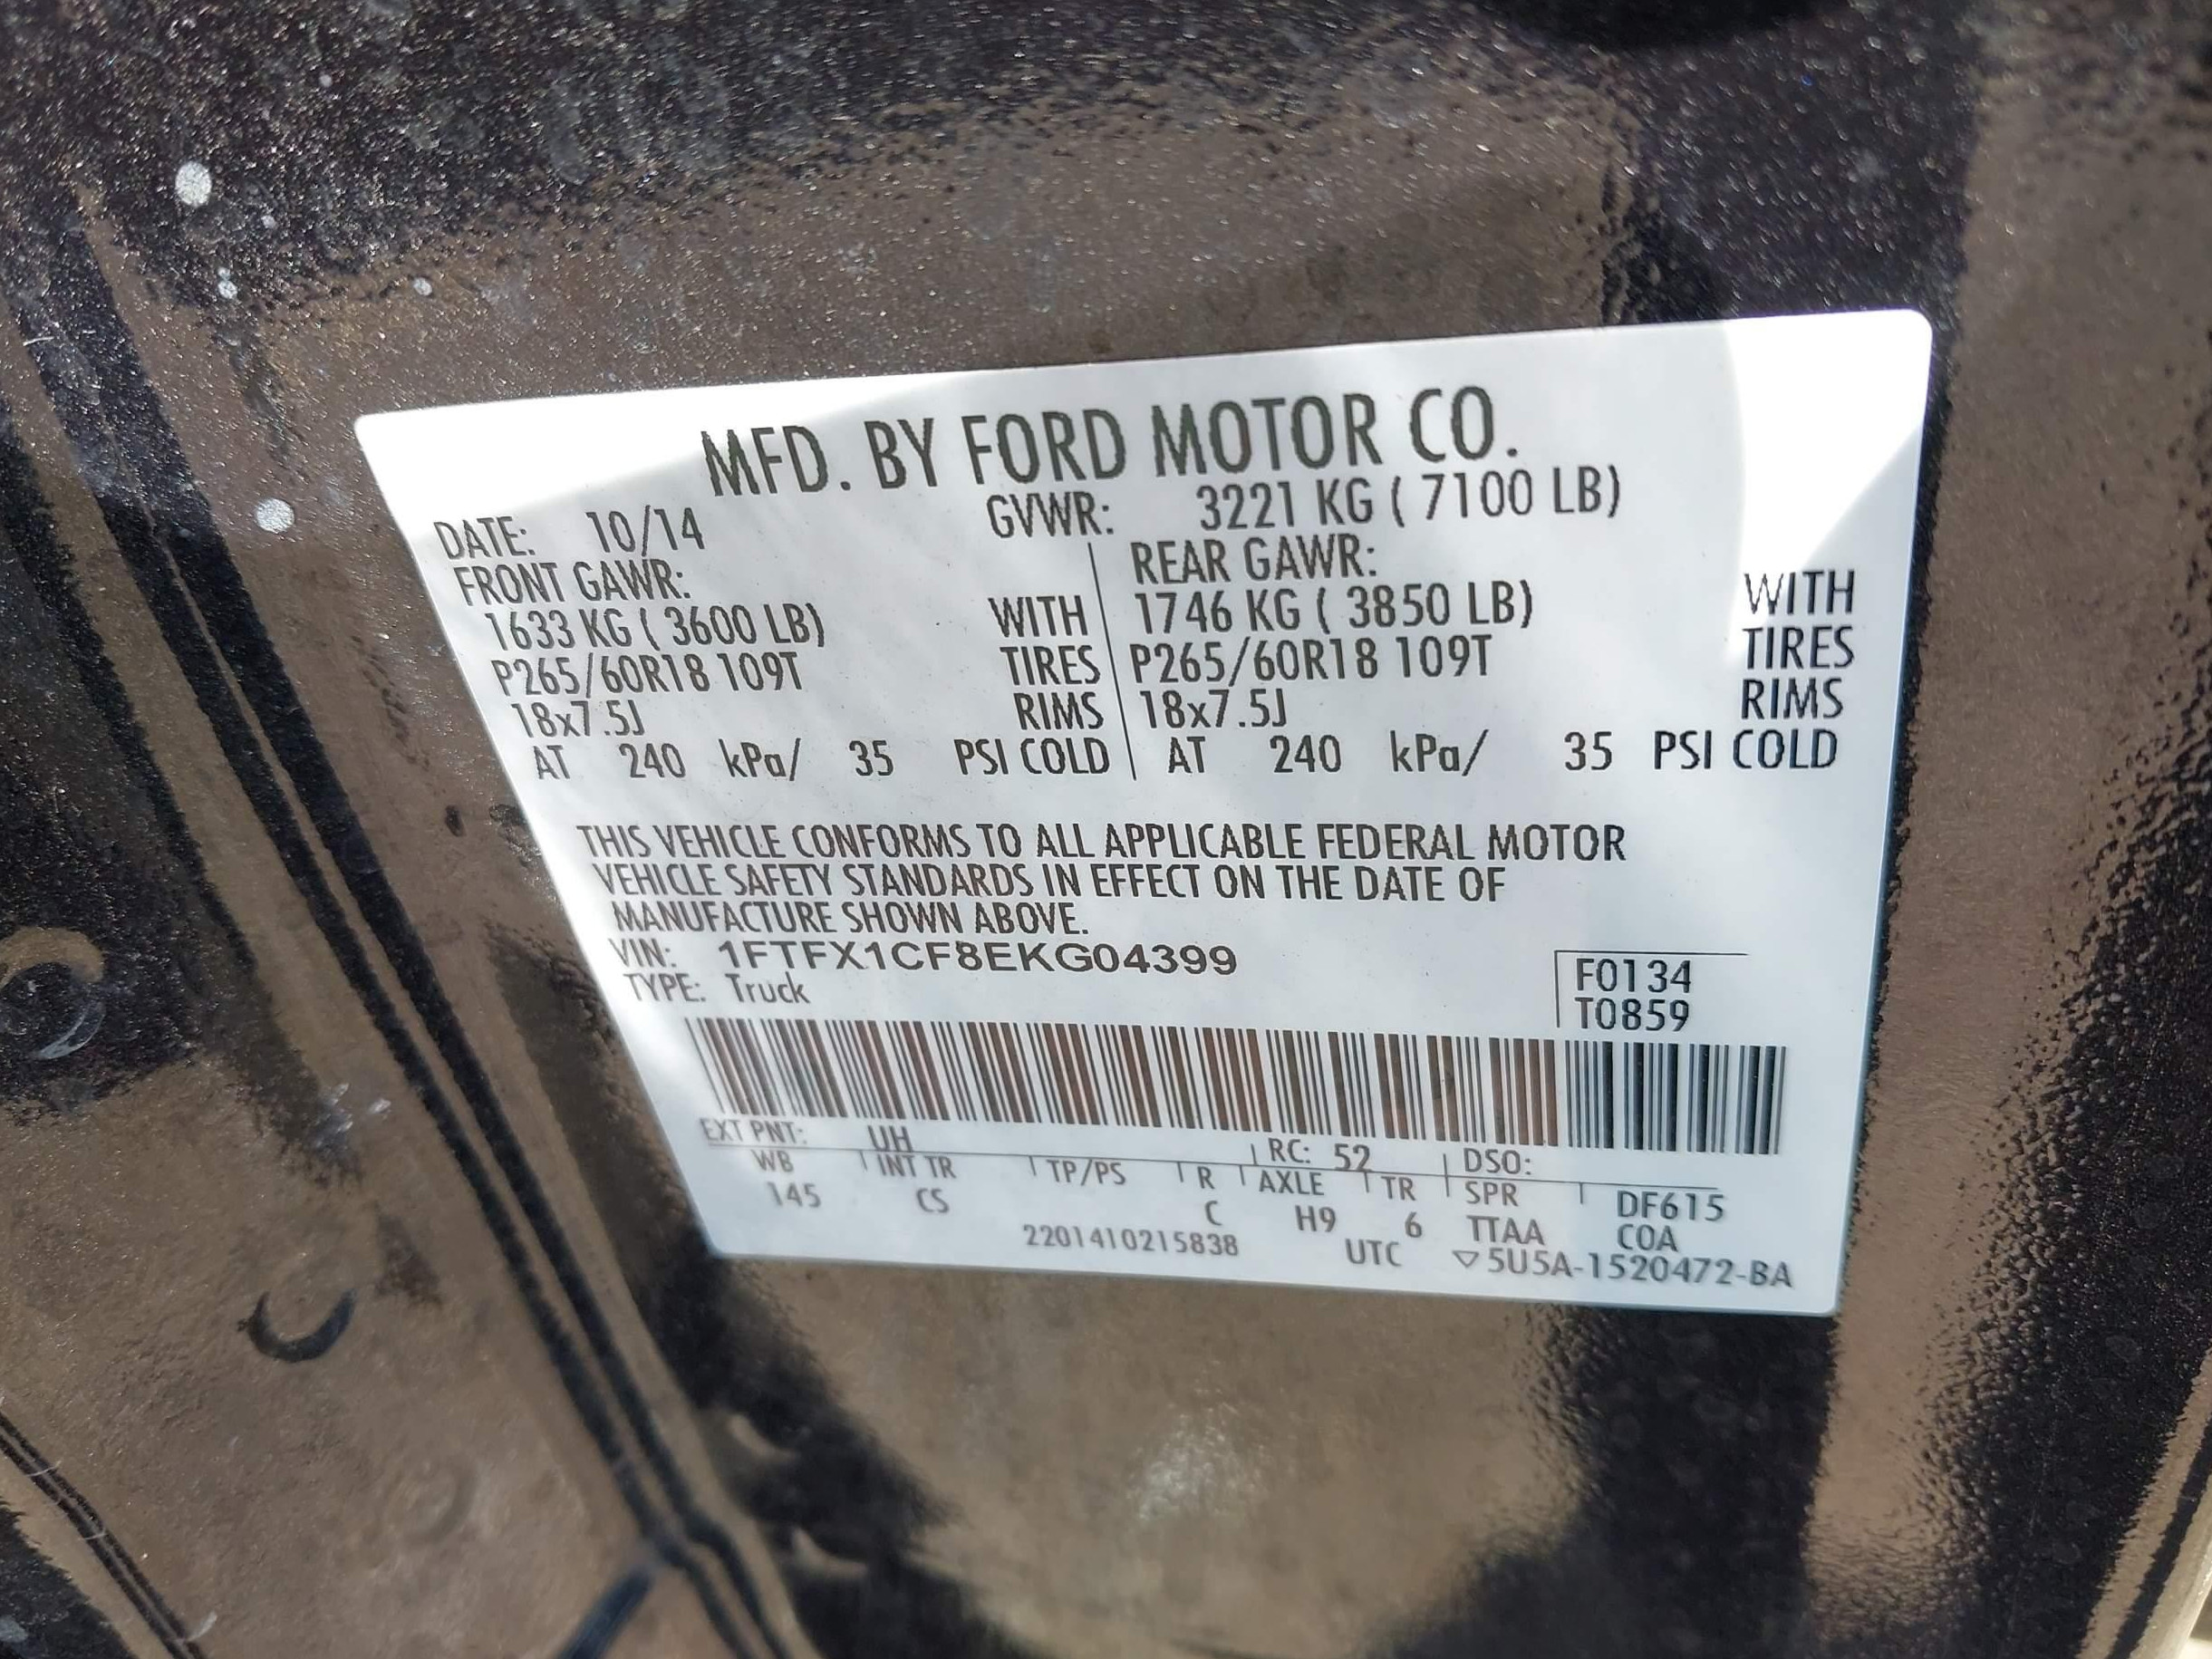 MFD. BY FORD MOTOR CO.
DATE: 10/14 GVWR: 3221 KG ( 7100 LB)
FRONT GAWR: REAR GAWR:
1633 KG ( 3600 LB) WITH 1746 KG ( 3850 LB) WITH
P265/60R18 109T TIRES P265/60R18 109T TIRES
18x7.5J RIMS 18x7.5J RIMS
AT 240 kPa/ 35 PSI COLD AT 240 kPa/ 35 PSI COLD
THIS VEHICLE CONFORMS TO ALL APPLICABLE FEDERAL MOTOR
VEHICLE SAFETY STANDARDS IN EFFECT ON THE DATE OF
MANUFACTURE SHOWN ABOVE.
VIN: 1FTFX1CF8EKG04399
TYPE: Truck
F0134
T0859
EXT PNT: UH RC: 52 DSO:
WB INT TR TP/PS R AXLE TR SPR DF615
145 CS C H9 6 TTAA COA
2201410215838 UTC ▽5U5A-1520472-BA